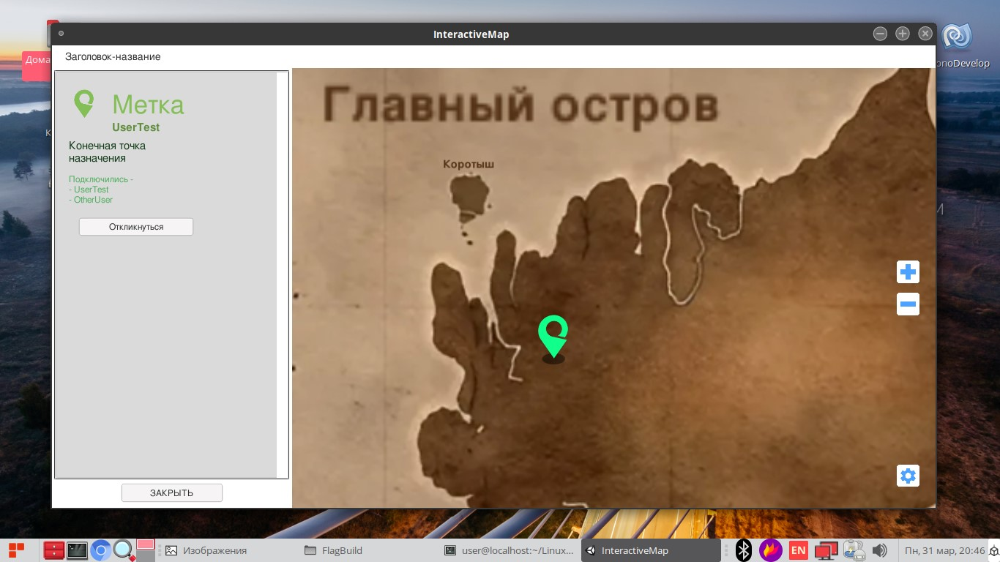 InteractiveMap
Дома
onoDevelop
Заголовок-название
Метка
UserTest
Конечная точка
назначения
Подключились -
- UserTest
- OtherUser
Откликнуться
ЗАКРЫТЬ
Главный остров
Коротыш
Изображения
FlagBuild
user@localhost:~/Linux...
InteractiveMap
EN
Пн, 31 мар, 20:46